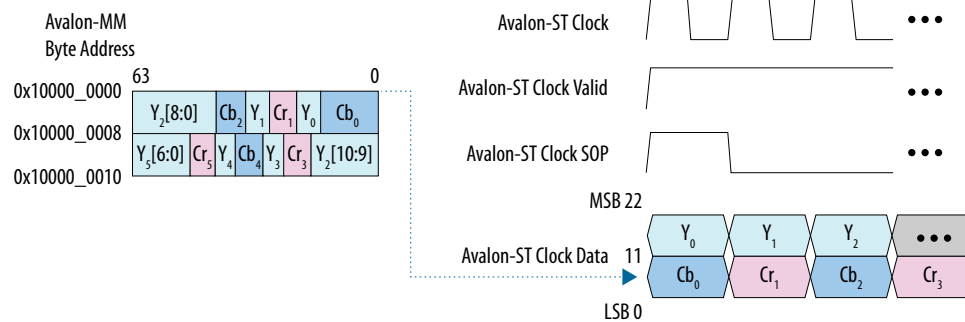 Avalon-MM
Byte Address
63 0
0x10000_0000
Y₂[8:0] Cb₂ Y₁ Cr₁ Y₀ Cb₀
0x10000_0008
Y₅[6:0] Cr₅ Y₄ Cb₄ Y₃ Cr₃ Y₂[10:9]
0x10000_0010
Avalon-ST Clock •••
Avalon-ST Clock Valid •••
Avalon-ST Clock SOP •••
MSB 22
Y₀ Y₁ Y₂ •••
Avalon-ST Clock Data 11
Cb₀ Cr₁ Cb₂ Cr₃
LSB 0